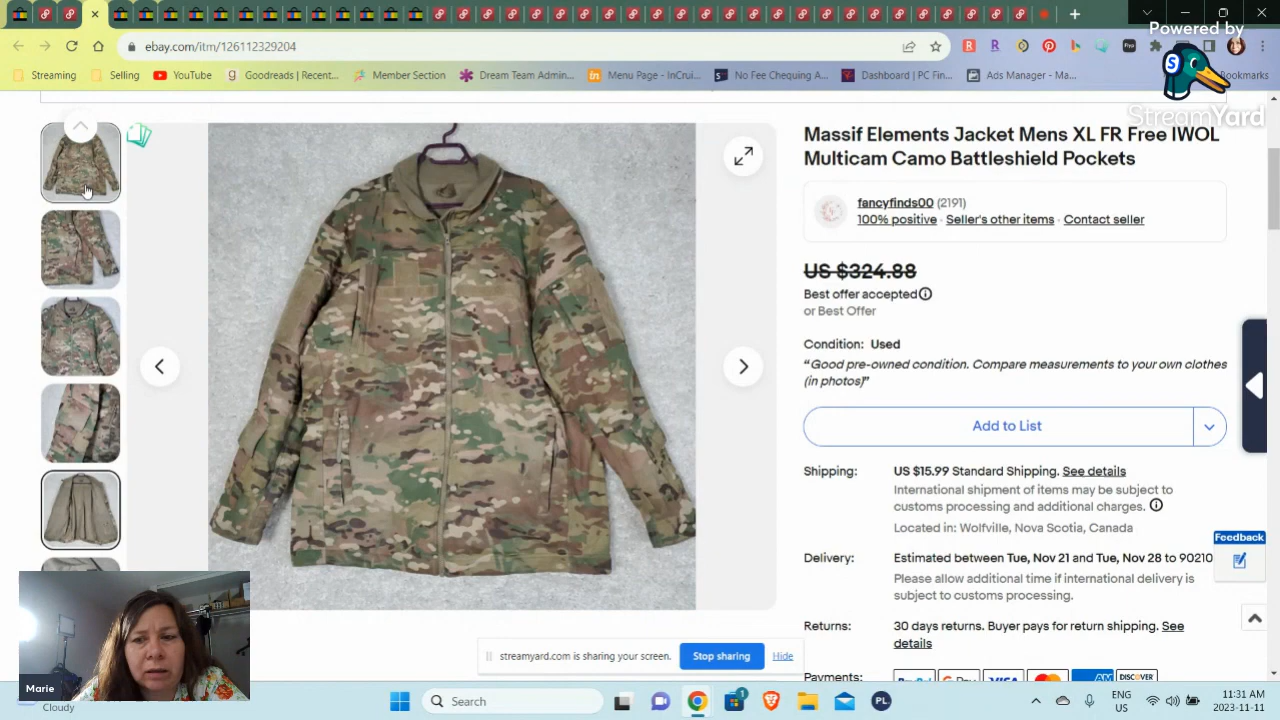 ebay.com/itm/126112329204
Powered by
StreamYard
Streaming
Selling
YouTube
Goodreads | Recent...
Member Section
Dream Team Admin...
Menu Page - InCrui...
No Fee Chequing A...
Dashboard | PC Fin...
Ads Manager - Ma...
Bookmarks
Massif Elements Jacket Mens XL FR Free IWOL
Multicam Camo Battleshield Pockets
fancyfinds00 (2191)
100% positive · Seller's other items · Contact seller
US $324.88
Best offer accepted
or Best Offer
Condition: Used
“Good pre-owned condition. Compare measurements to your own clothes
(in photos)”
Add to List
Shipping: US $15.99 Standard Shipping. See details
International shipment of items may be subject to
customs processing and additional charges.
Located in: Wolfville, Nova Scotia, Canada
Feedback
Delivery: Estimated between Tue, Nov 21 and Tue, Nov 28 to 90210
Please allow additional time if international delivery is
subject to customs processing.
Returns: 30 days returns. Buyer pays for return shipping. See
details
Payments:
PayPal
G Pay
VISA
AM
DISCOVER
streamyard.com is sharing your screen.
Stop sharing
Hide
Marie
Cloudy
Search
PL
ENG
US
11:31 AM
2023-11-11